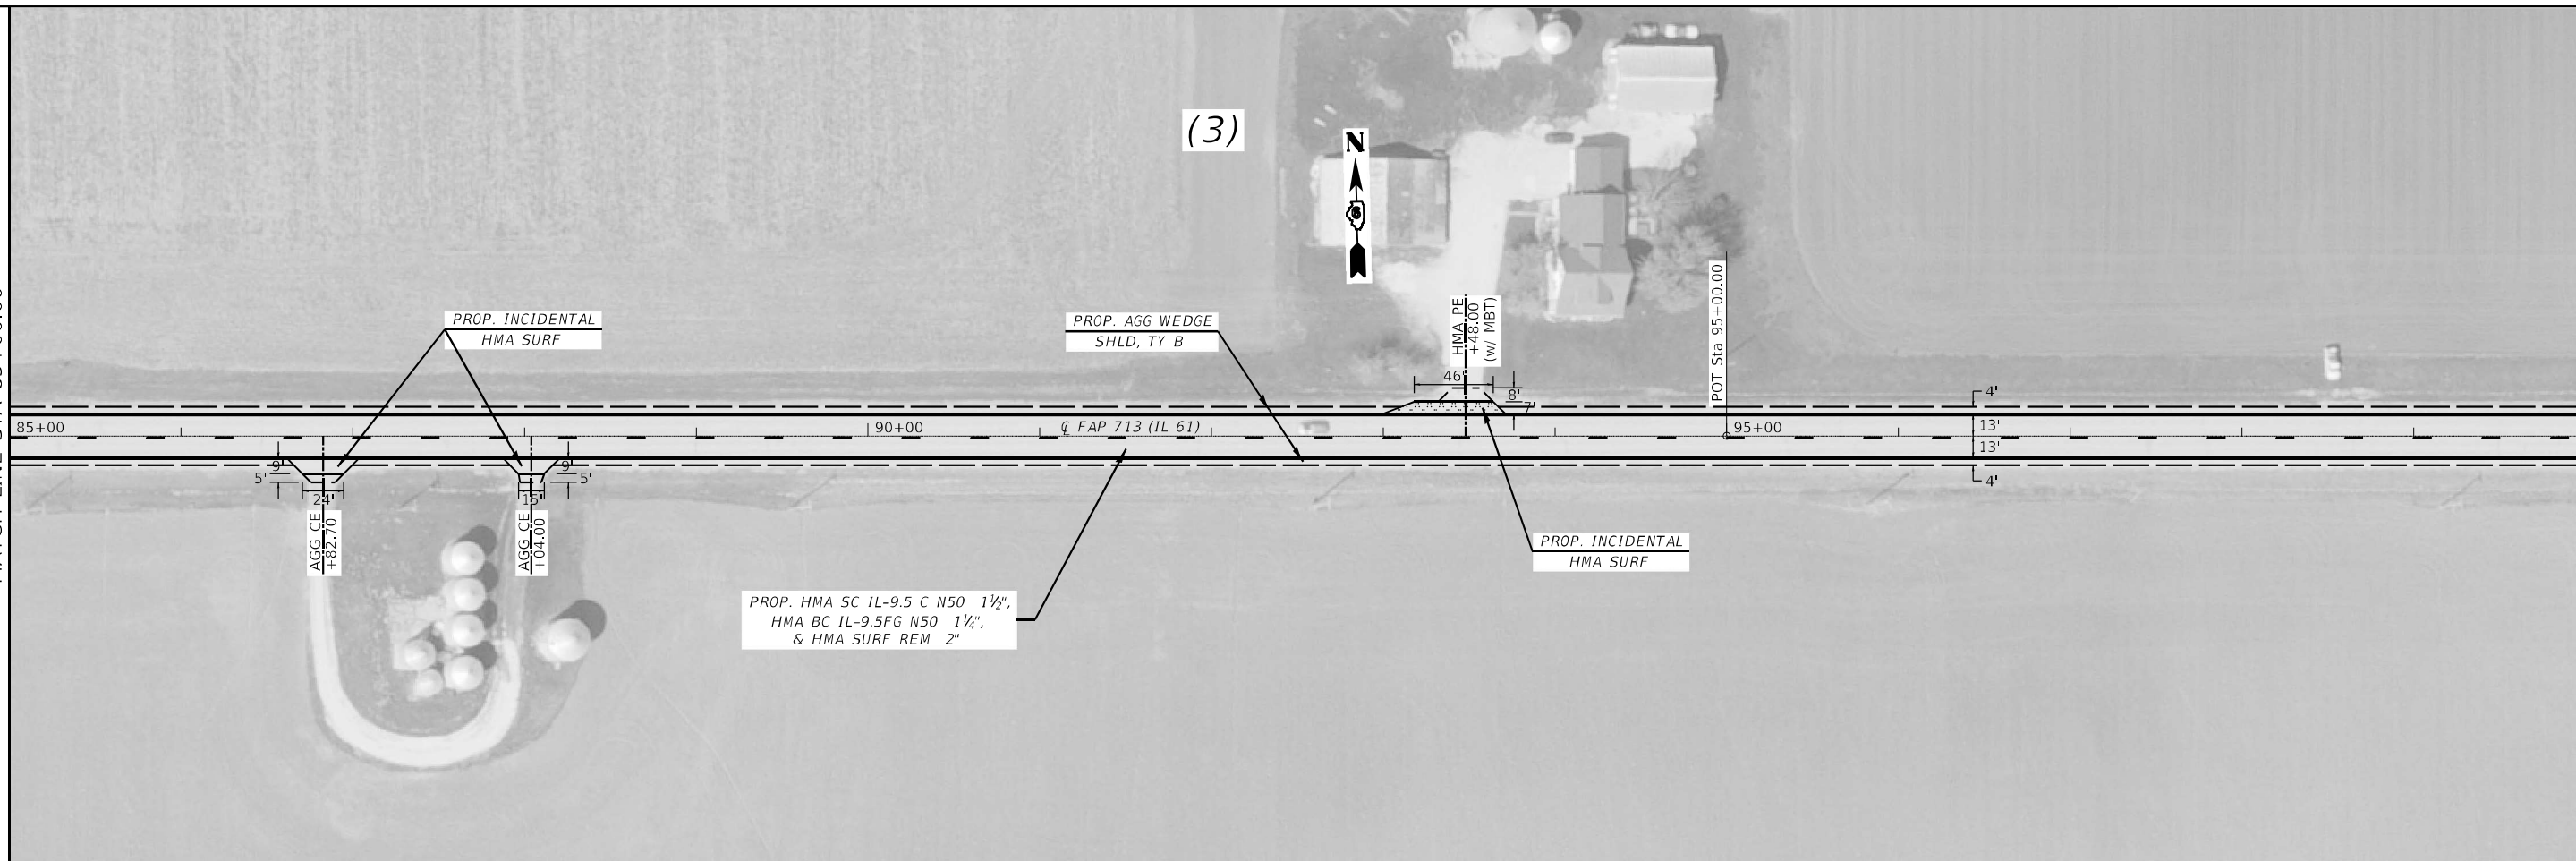 (3)
N
PROP. INCIDENTAL
HMA SURF
PROP. AGG WEDGE
SHLD, TY B
HMA PE
+48.00
(w/ MBT)
POT Sta 95+00.00
46'
8'
7'
4'
85+00
90+00
℄ FAP 713 (IL 61)
95+00
13'
13'
9'
5'
24'
9'
5'
15'
4'
AGG CE
+82.70
AGG CE
+04.00
PROP. INCIDENTAL
HMA SURF
PROP. HMA SC IL-9.5 C N50 1½",
HMA BC IL-9.5FG N50 1¼",
& HMA SURF REM 2"